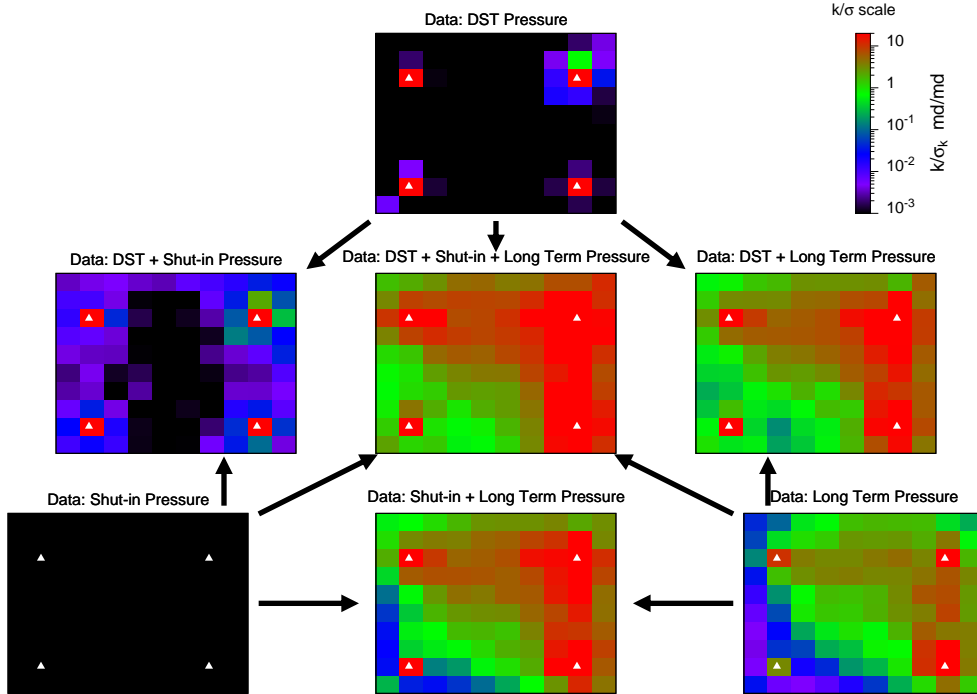 Data: DST Pressure
k/σ scale
10
1
10⁻¹
10⁻²
10⁻³
k/σₖ md/md
Data: DST + Shut-in Pressure
Data: DST + Shut-in + Long Term Pressure
Data: DST + Long Term Pressure
Data: Shut-in Pressure
Data: Shut-in + Long Term Pressure
Data: Long Term Pressure